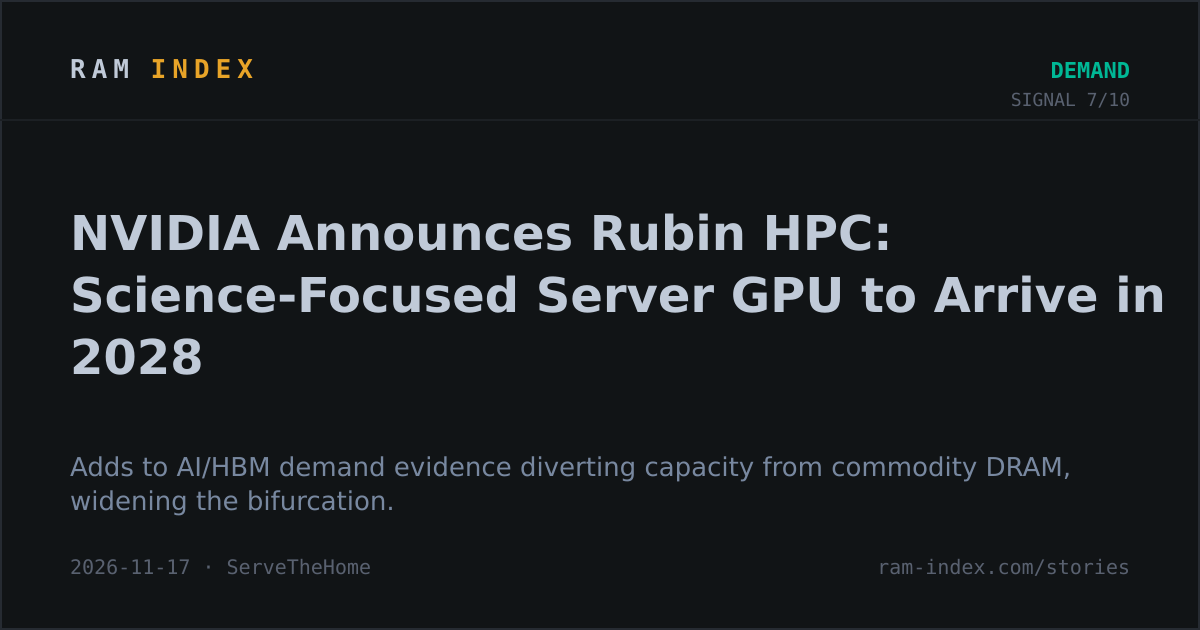 RAM INDEX
DEMAND
SIGNAL 7/10
NVIDIA Announces Rubin HPC:
Science-Focused Server GPU to Arrive in
2028
Adds to AI/HBM demand evidence diverting capacity from commodity DRAM,
widening the bifurcation.
2026-11-17 · ServeTheHome
ram-index.com/stories